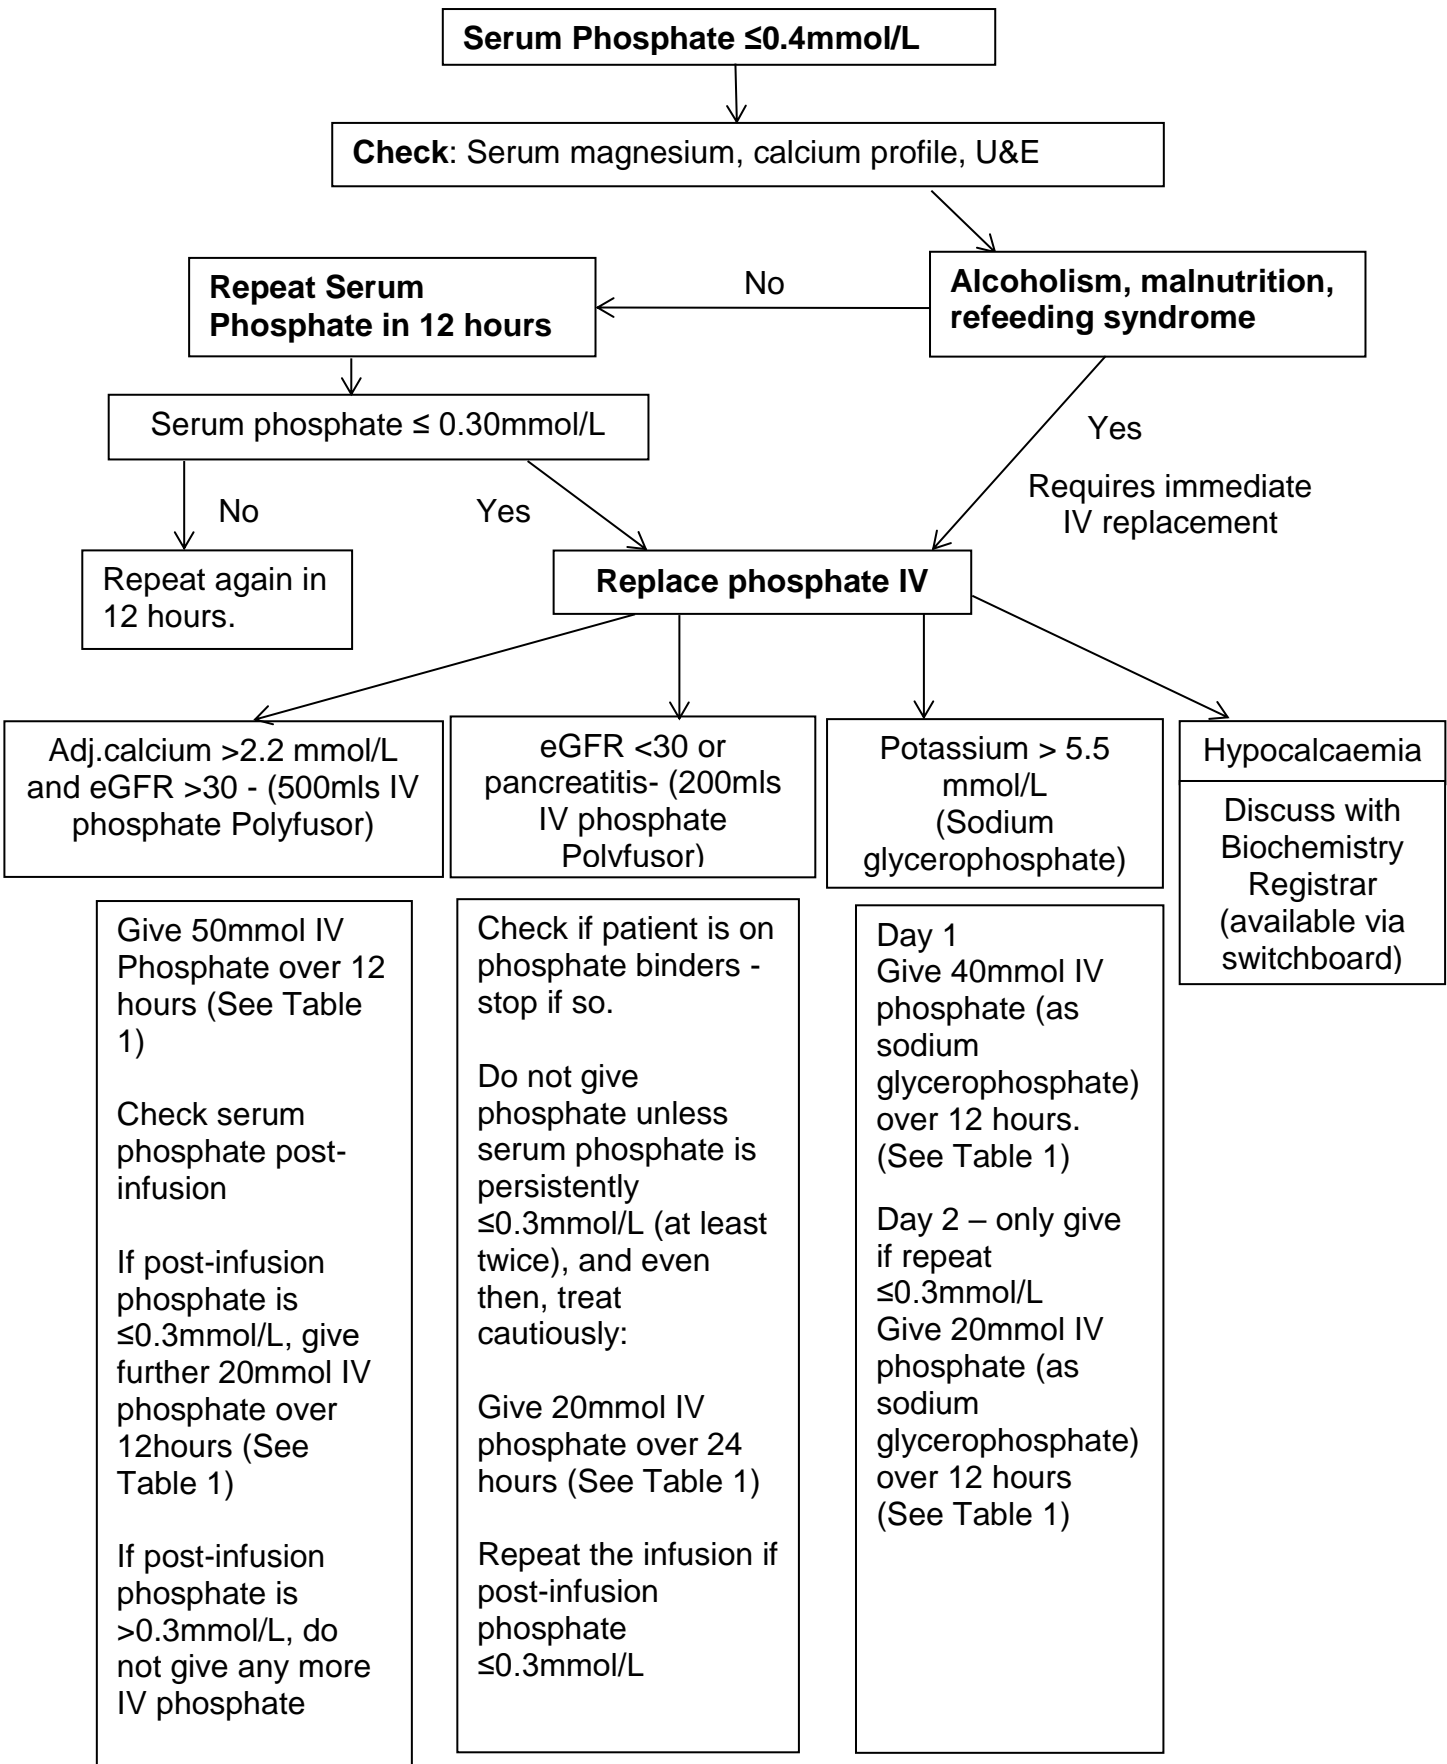 Serum Phosphate ≤0.4mmol/L
Check: Serum magnesium, calcium profile, U&E
Alcoholism, malnutrition,
refeeding syndrome
No
Repeat Serum
Phosphate in 12 hours
Serum phosphate ≤ 0.30mmol/L
Yes
Requires immediate
IV replacement
No
Yes
Repeat again in
12 hours.
Replace phosphate IV
Adj.calcium >2.2 mmol/L
and eGFR >30 - (500mls IV
phosphate Polyfusor)
Give 50mmol IV
Phosphate over 12
hours (See Table
1)
Check serum
phosphate post-
infusion
If post-infusion
phosphate is
≤0.3mmol/L, give
further 20mmol IV
phosphate over
12hours (See
Table 1)
If post-infusion
phosphate is
>0.3mmol/L, do
not give any more
IV phosphate
eGFR <30 or
pancreatitis- (200mls
IV phosphate
Polyfusor)
Check if patient is on
phosphate binders -
stop if so.
Do not give
phosphate unless
serum phosphate is
persistently
≤0.3mmol/L (at least
twice), and even
then, treat
cautiously:
Give 20mmol IV
phosphate over 24
hours (See Table 1)
Repeat the infusion if
post-infusion
phosphate
≤0.3mmol/L
Potassium > 5.5
mmol/L
(Sodium
glycerophosphate)
Day 1
Give 40mmol IV
phosphate (as
sodium
glycerophosphate)
over 12 hours.
(See Table 1)
Day 2 – only give
if repeat
≤0.3mmol/L
Give 20mmol IV
phosphate (as
sodium
glycerophosphate)
over 12 hours
(See Table 1)
Hypocalcaemia
Discuss with
Biochemistry
Registrar
(available via
switchboard)